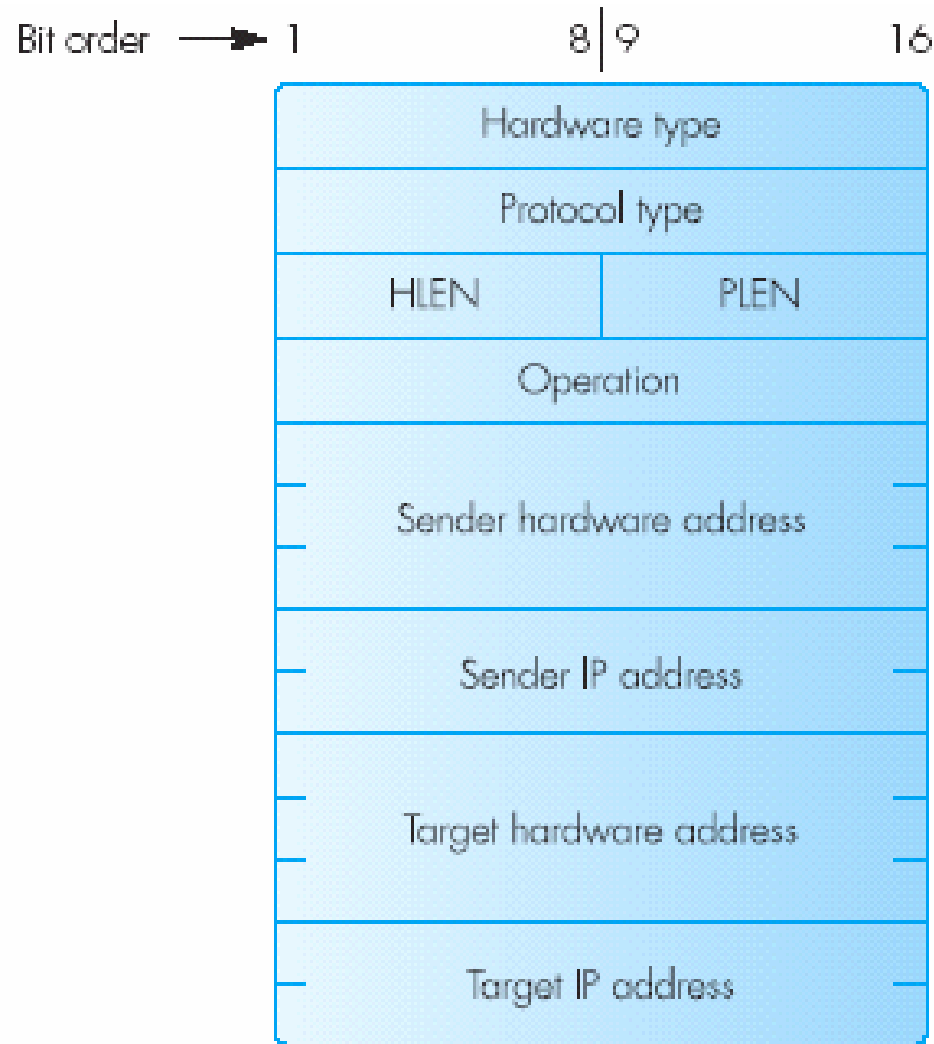 Bit order 1 8 9 16
Hardware type
Protocol type
HLEN PLEN
Operation
Sender hardware address
Sender IP address
Target hardware address
Target IP address